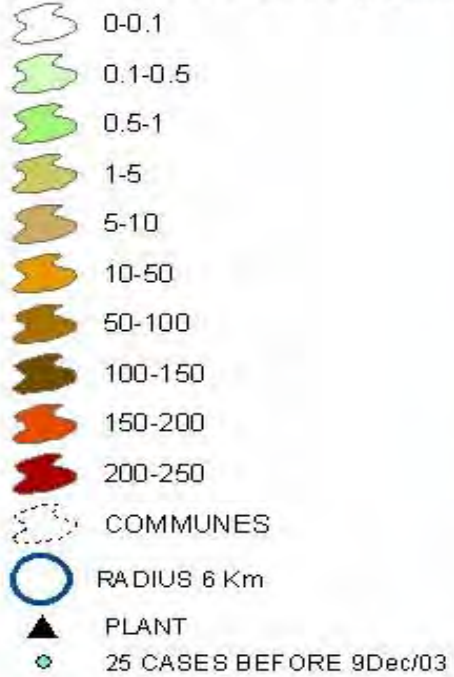 0-0.1
0.1-0.5
0.5-1
1-5
5-10
10-50
50-100
100-150
150-200
200-250
COMMUNES
RADIUS 6 Km
PLANT
25 CASES BEFORE 9Dec/03